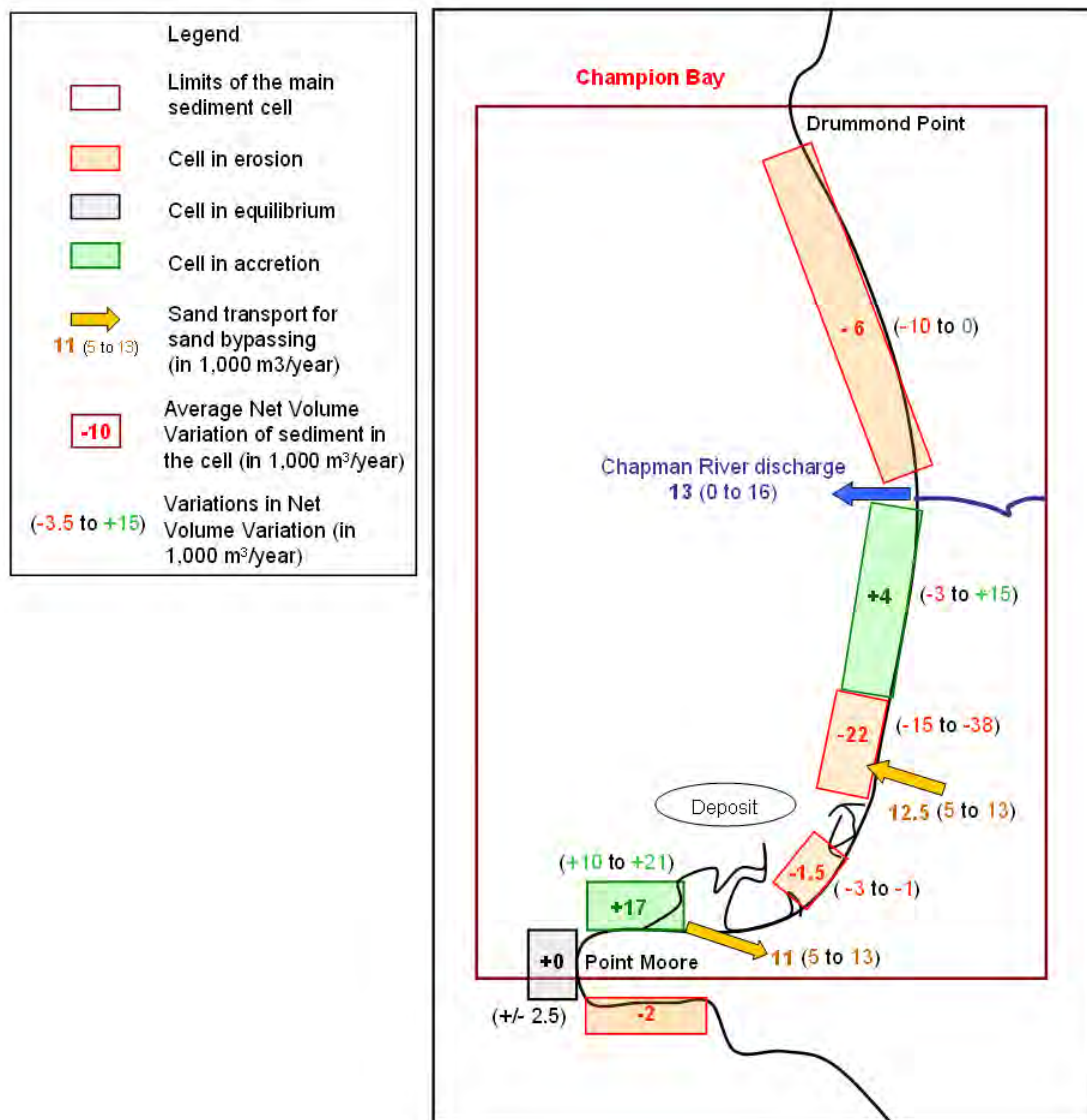 Legend
Limits of the main
sediment cell
Cell in erosion
Cell in equilibrium
Cell in accretion
Sand transport for
sand bypassing
(in 1,000 m3/year)
11 (5 to 13)
-10
Average Net Volume
Variation of sediment in
the cell (in 1,000 m³/year)
(-3.5 to +15)
Variations in Net
Volume Variation (in
1,000 m³/year)
Champion Bay
Drummond Point
- 6
(-10 to 0)
Chapman River discharge
13 (0 to 16)
+4
(-3 to +15)
-22
(-15 to -38)
12.5 (5 to 13)
Deposit
-1.5
(-3 to -1)
(+10 to +21)
+17
11 (5 to 13)
+0
Point Moore
(+/- 2.5)
-2